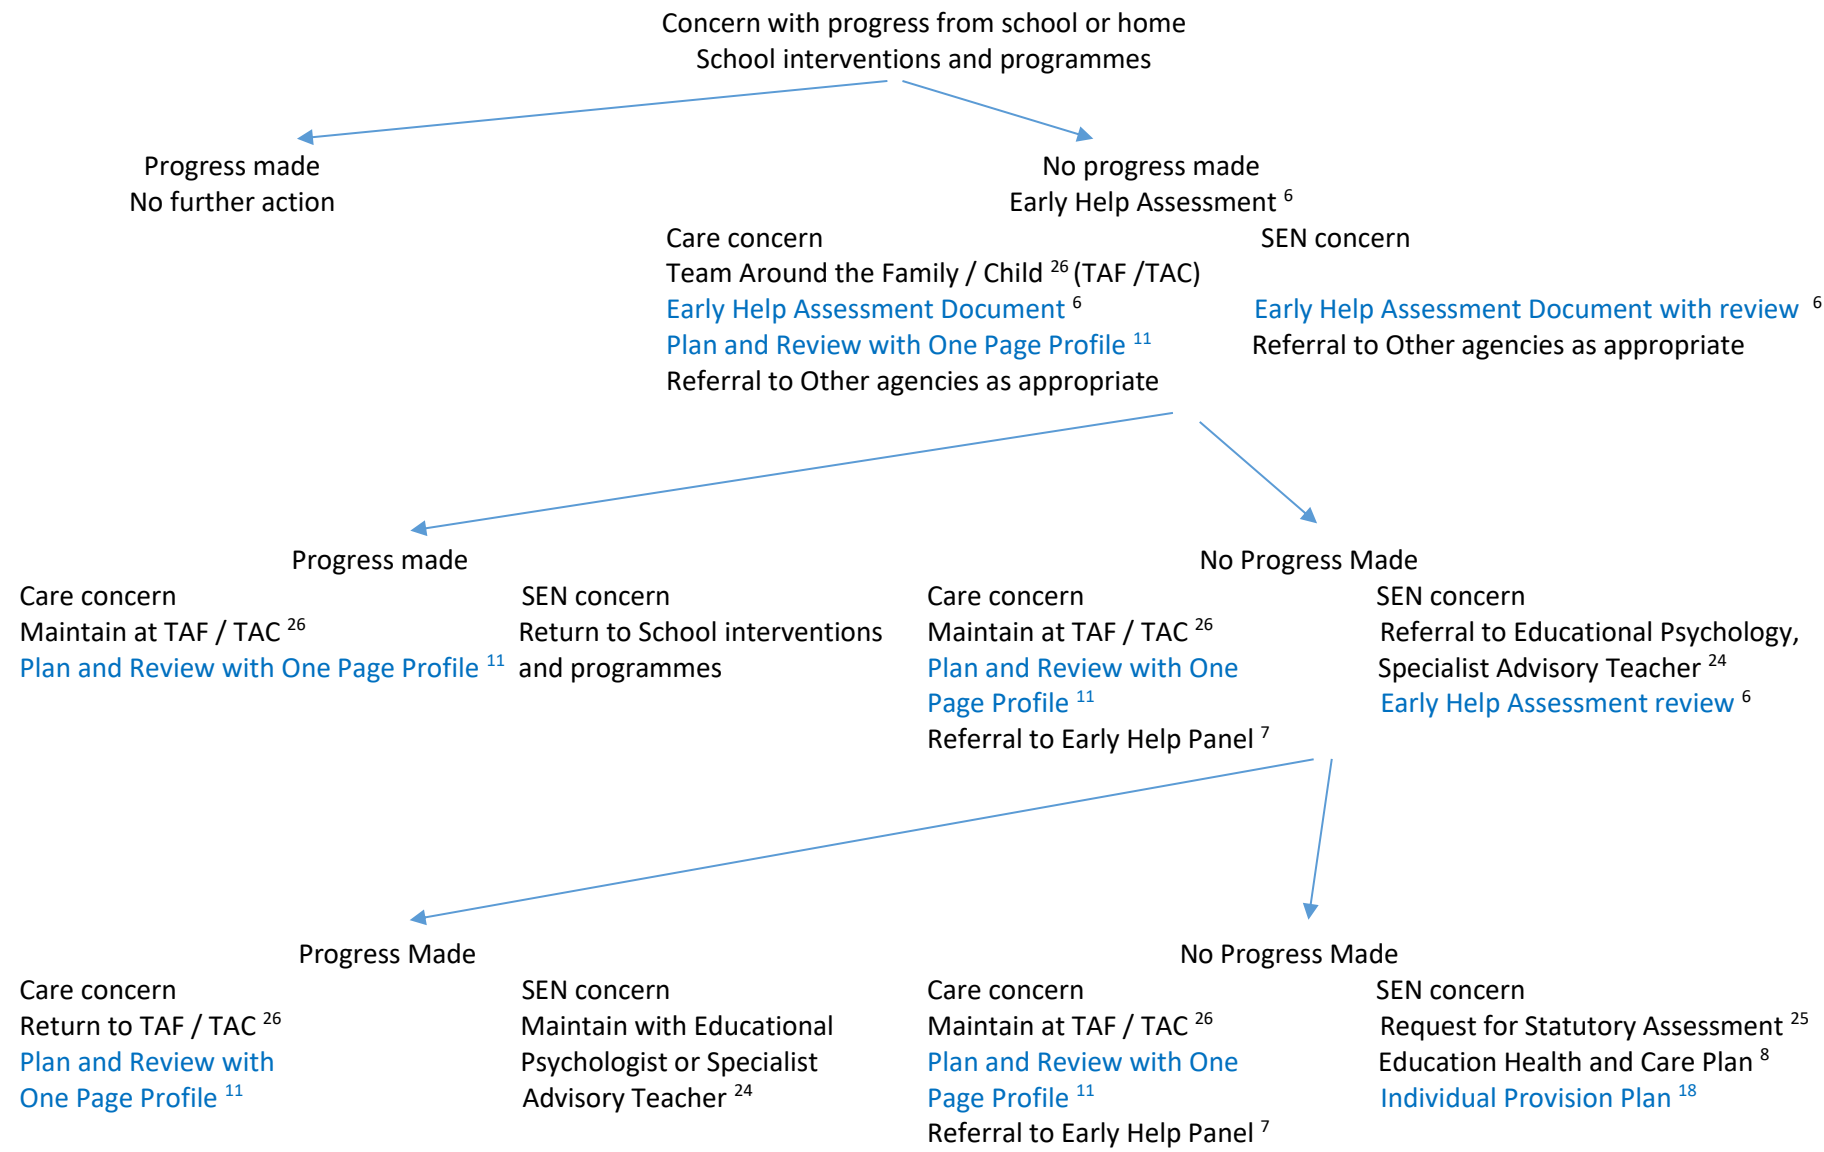 Concern with progress from school or home
School interventions and programmes
Progress made
No further action
No progress made
Early Help Assessment 6
Care concern
Team Around the Family / Child 26 (TAF /TAC)
Early Help Assessment Document 6
Plan and Review with One Page Profile 11
Referral to Other agencies as appropriate
SEN concern
Early Help Assessment Document with review 6
Referral to Other agencies as appropriate
Progress made
Care concern
Maintain at TAF / TAC 26
Plan and Review with One Page Profile 11
SEN concern
Return to School interventions
and programmes
No Progress Made
Care concern
Maintain at TAF / TAC 26
Plan and Review with One
Page Profile 11
Referral to Early Help Panel 7
SEN concern
Referral to Educational Psychology,
Specialist Advisory Teacher 24
Early Help Assessment review 6
Progress Made
Care concern
Return to TAF / TAC 26
Plan and Review with
One Page Profile 11
SEN concern
Maintain with Educational
Psychologist or Specialist
Advisory Teacher 24
No Progress Made
Care concern
Maintain at TAF / TAC 26
Plan and Review with One
Page Profile 11
Referral to Early Help Panel 7
SEN concern
Request for Statutory Assessment 25
Education Health and Care Plan 8
Individual Provision Plan 18